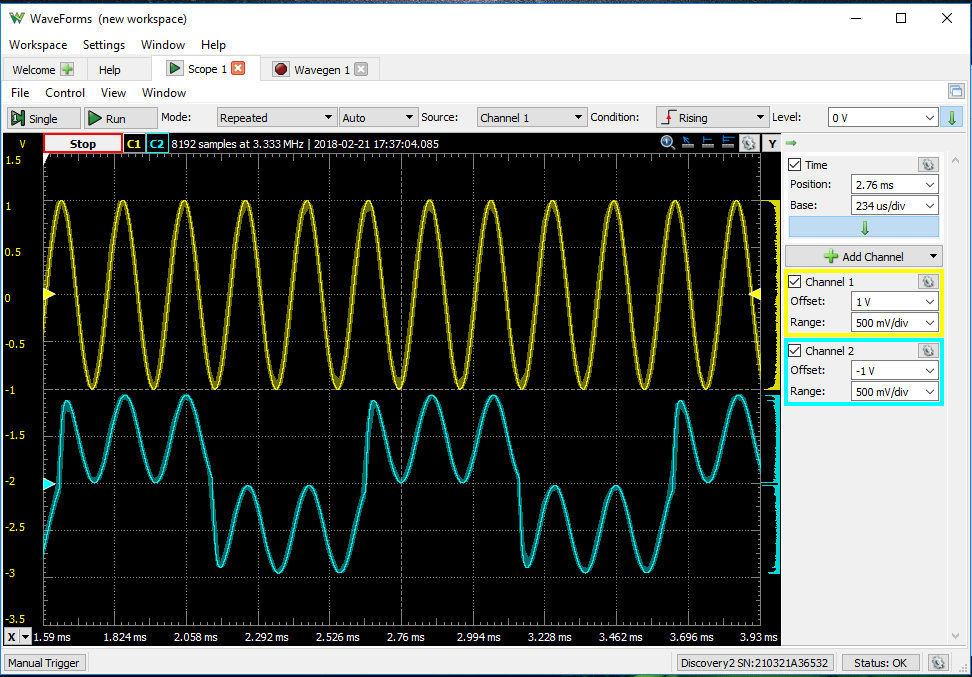 WaveForms (new workspace)
Workspace Settings Window Help
Welcome Help Scope 1 Wavegen 1
File Control View Window
Single Run Mode: Repeated Auto Source: Channel 1 Condition: Rising Level: 0 V
V Stop C1 C2 8192 samples at 3.333 MHz | 2018-02-21 17:37:04.085 Y
1.5
1
0.5
0
-0.5
-1
-1.5
-2
-2.5
-3
-3.5
X 1.59 ms 1.824 ms 2.058 ms 2.292 ms 2.526 ms 2.76 ms 2.994 ms 3.228 ms 3.462 ms 3.696 ms 3.93 ms
Time
Position: 2.76 ms
Base: 234 us/div
Add Channel
Channel 1
Offset: 1 V
Range: 500 mV/div
Channel 2
Offset: -1 V
Range: 500 mV/div
Manual Trigger Discovery2 SN:210321A36532 Status: OK